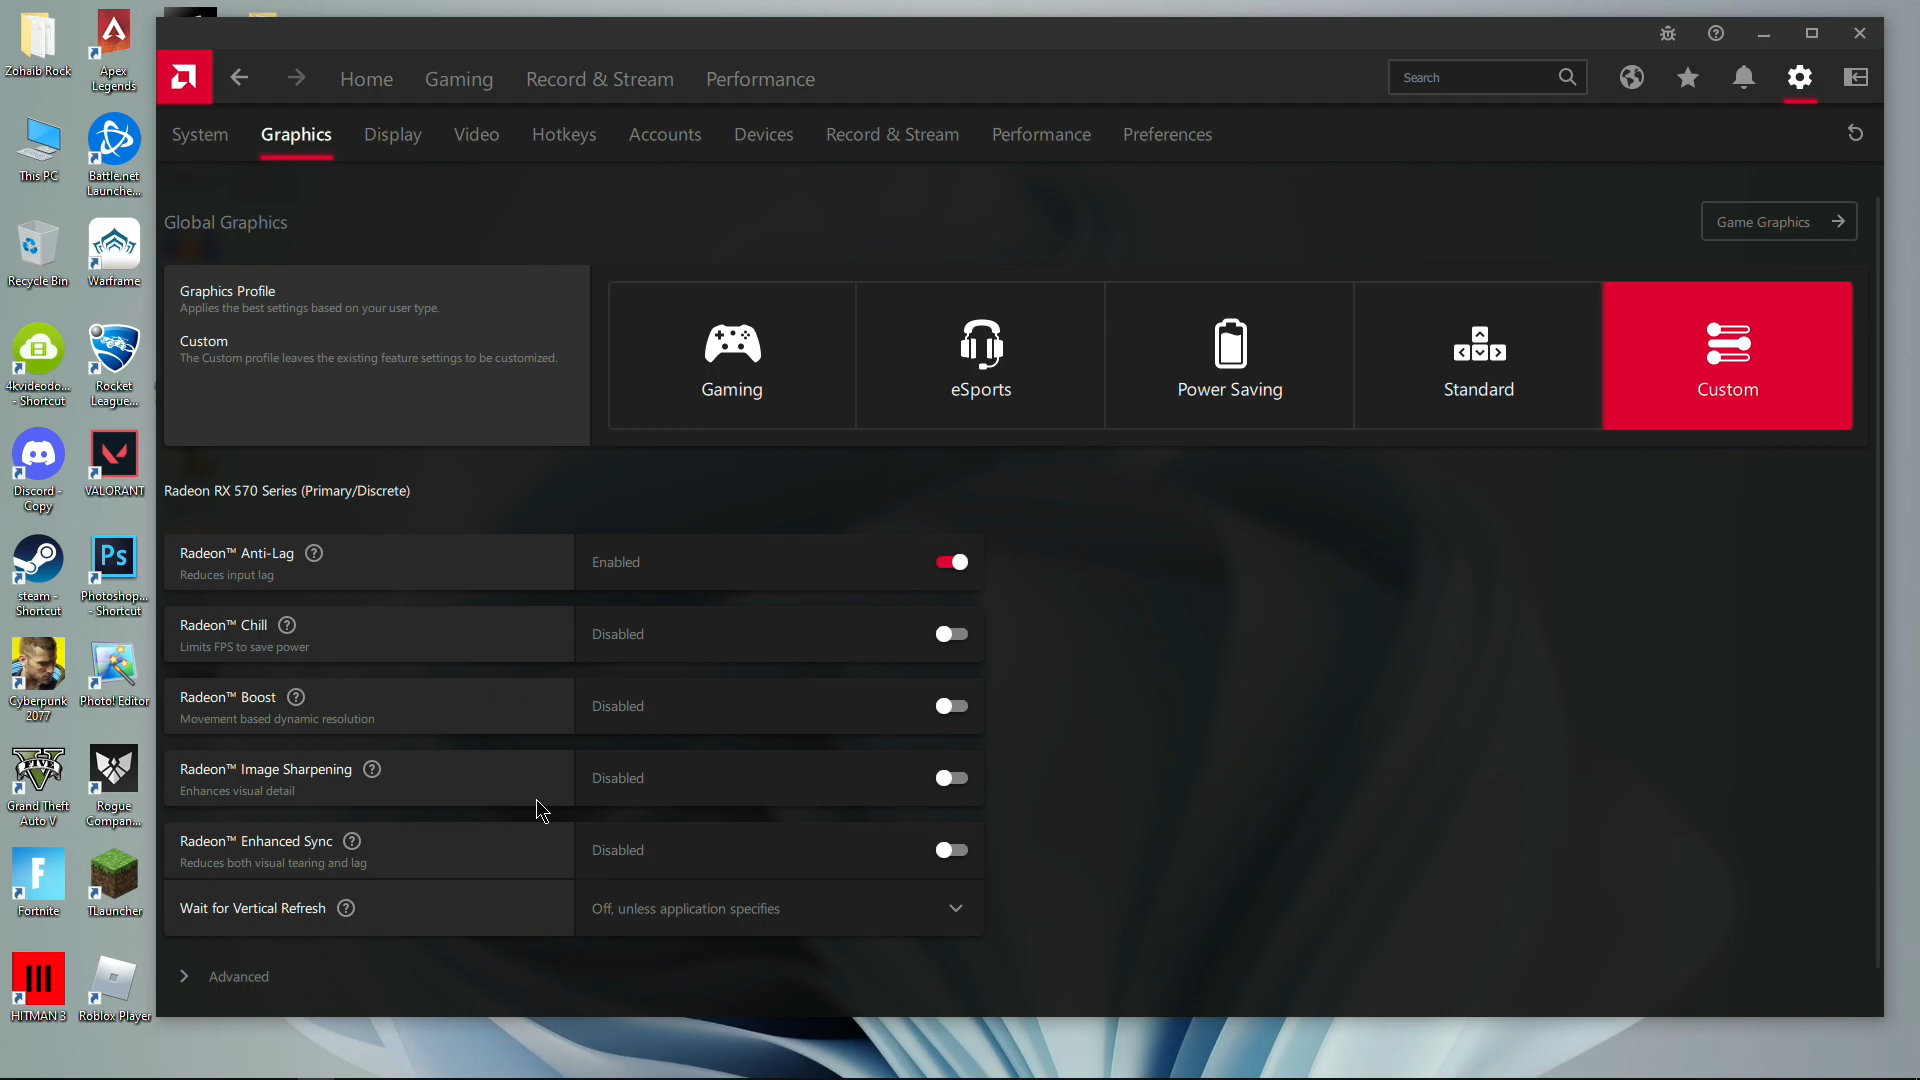 Zohaib Rock
Apex
Legends
This PC
Battle.net
Launche...
Recycle Bin
Warframe
4kvideodo...
- Shortcut
Rocket
League...
Discord -
Copy
VALORANT
steam -
Shortcut
Ps
Photoshop...
- Shortcut
Cyberpunk
2077
Photo! Editor
FIVE
Grand Theft
Auto V
Rogue
Compan...
F
Fortnite
TLauncher
III
HITMAN 3
Roblox Player
Home
Gaming
Record & Stream
Performance
Search
System
Graphics
Display
Video
Hotkeys
Accounts
Devices
Record & Stream
Performance
Preferences
Global Graphics
Game Graphics
Graphics Profile
Applies the best settings based on your user type.
Custom
The Custom profile leaves the existing feature settings to be customized.
Gaming
eSports
Power Saving
Standard
Custom
Radeon RX 570 Series (Primary/Discrete)
Radeon™ Anti-Lag ?
Reduces input lag
Enabled
Radeon™ Chill ?
Limits FPS to save power
Disabled
Radeon™ Boost ?
Movement based dynamic resolution
Disabled
Radeon™ Image Sharpening ?
Enhances visual detail
Disabled
Radeon™ Enhanced Sync ?
Reduces both visual tearing and lag
Disabled
Wait for Vertical Refresh ?
Off, unless application specifies
Advanced